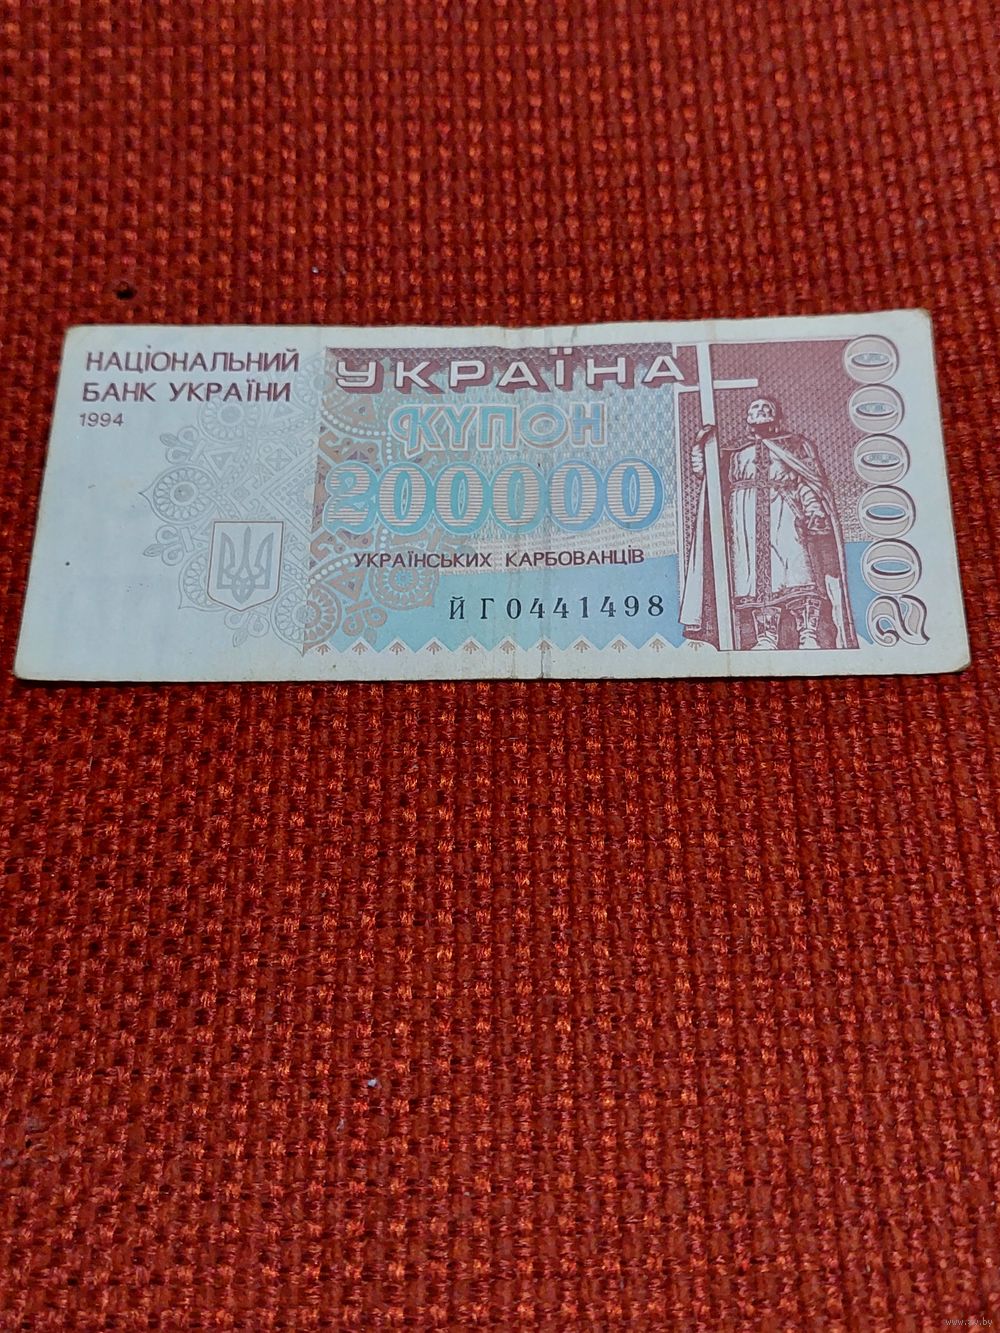 НАЦІОНАЛЬНИЙ
БАНК УКРАЇНИ
1994
УКРАЇНА
КУПОН
200000
УКРАЇНСЬКИХ КАРБОВАНЦІВ
ЙГ0441498
200000